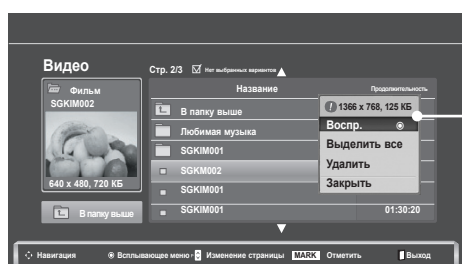 Видео
Стр. 2/3 Нет выбранных вариантов
Фильм
SGKIM002
640 x 480, 720 КБ
В папку выше
Название
Продолжительность
В папку выше
Любимая музыка
SGKIM001
SGKM002
SGKIM001
SGKIM001
01:30:20
1366 x 768, 125 КБ
Воспр.
Выделить все
Удалить
Закрыть
Навигация
Всплывающее меню
Изменение страницы
MARK Отметить
Выход